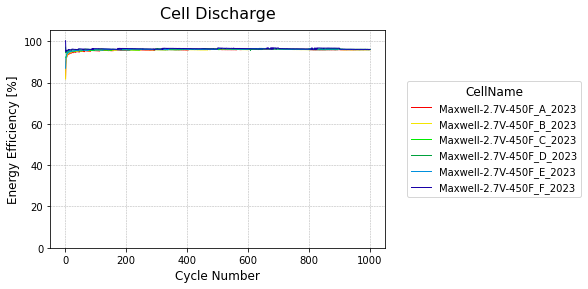 Cell Discharge
Energy Efficiency [%]
100
80
60
40
20
0
0 200 400 600 800 1000
Cycle Number
CellName
Maxwell-2.7V-450F_A_2023
Maxwell-2.7V-450F_B_2023
Maxwell-2.7V-450F_C_2023
Maxwell-2.7V-450F_D_2023
Maxwell-2.7V-450F_E_2023
Maxwell-2.7V-450F_F_2023